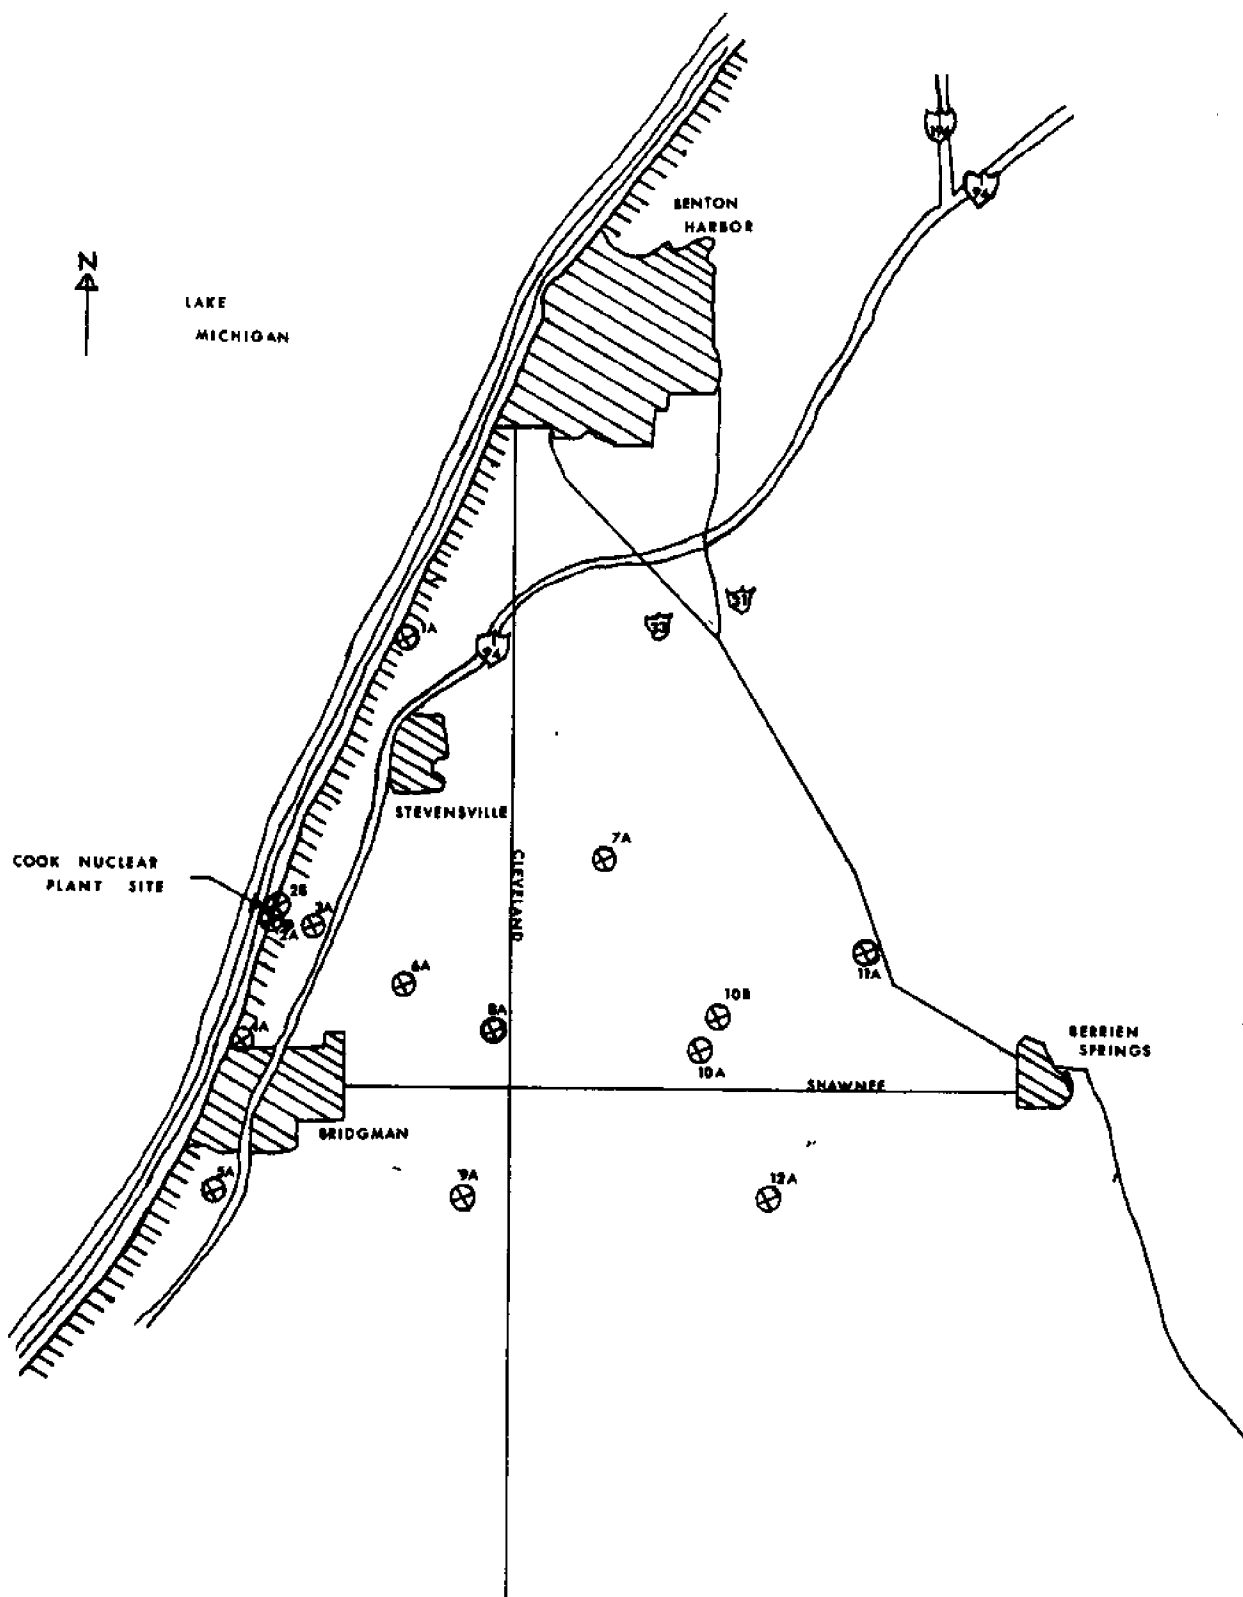 BENTON
HARBOR
94
N
LAKE
MICHIGAN
31
33
1A
94
STEVENSVILLE
7A
CLEVELAND
COOK NUCLEAR
PLANT SITE
2B
2A
3A
6A
11A
10B
8A
4A
10A
BERRIEN
SPRINGS
SHAWNEE
BRIDGMAN
5A
9A
12A